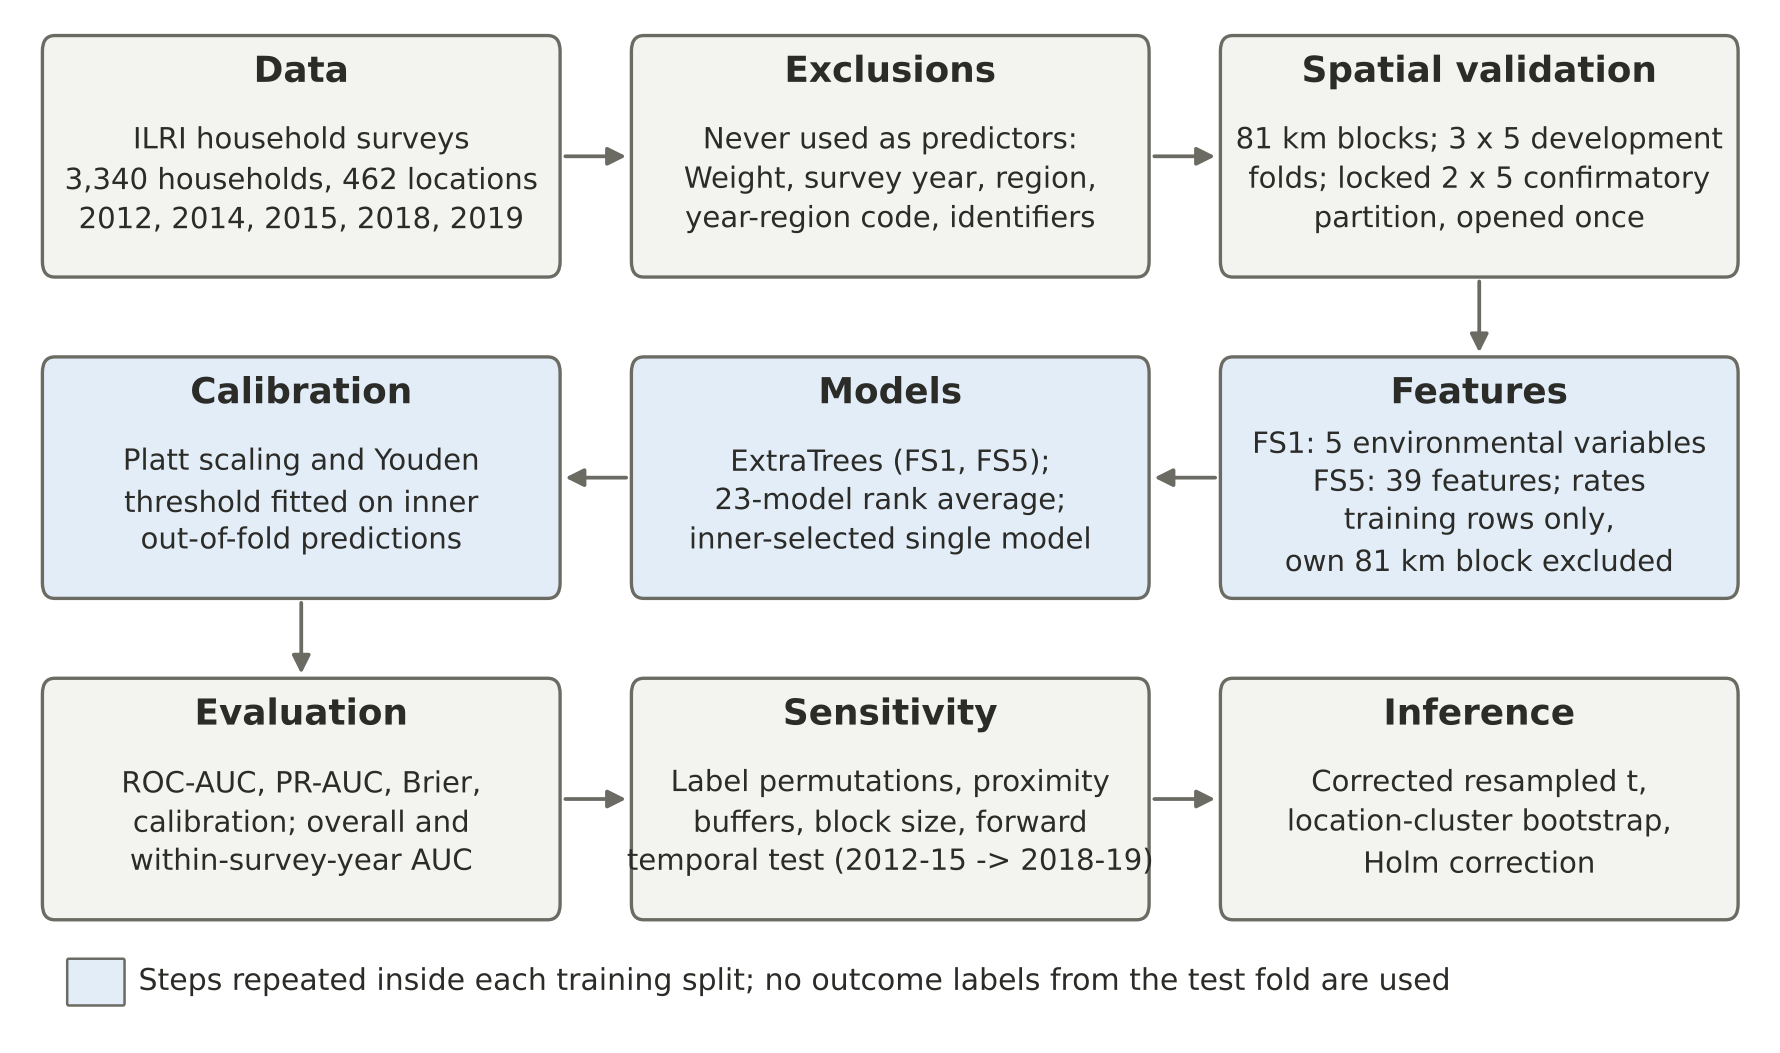 Data
ILRI household surveys
3,340 households, 462 locations
2012, 2014, 2015, 2018, 2019
Exclusions
Never used as predictors:
Weight, survey year, region,
year-region code, identifiers
Spatial validation
81 km blocks; 3 x 5 development
folds; locked 2 x 5 confirmatory
partition, opened once
Calibration
Platt scaling and Youden
threshold fitted on inner
out-of-fold predictions
Models
ExtraTrees (FS1, FS5);
23-model rank average;
inner-selected single model
Features
FS1: 5 environmental variables
FS5: 39 features; rates
training rows only,
own 81 km block excluded
Evaluation
ROC-AUC, PR-AUC, Brier,
calibration; overall and
within-survey-year AUC
Sensitivity
Label permutations, proximity
buffers, block size, forward
temporal test (2012-15 -> 2018-19)
Inference
Corrected resampled t,
location-cluster bootstrap,
Holm correction
Steps repeated inside each training split; no outcome labels from the test fold are used